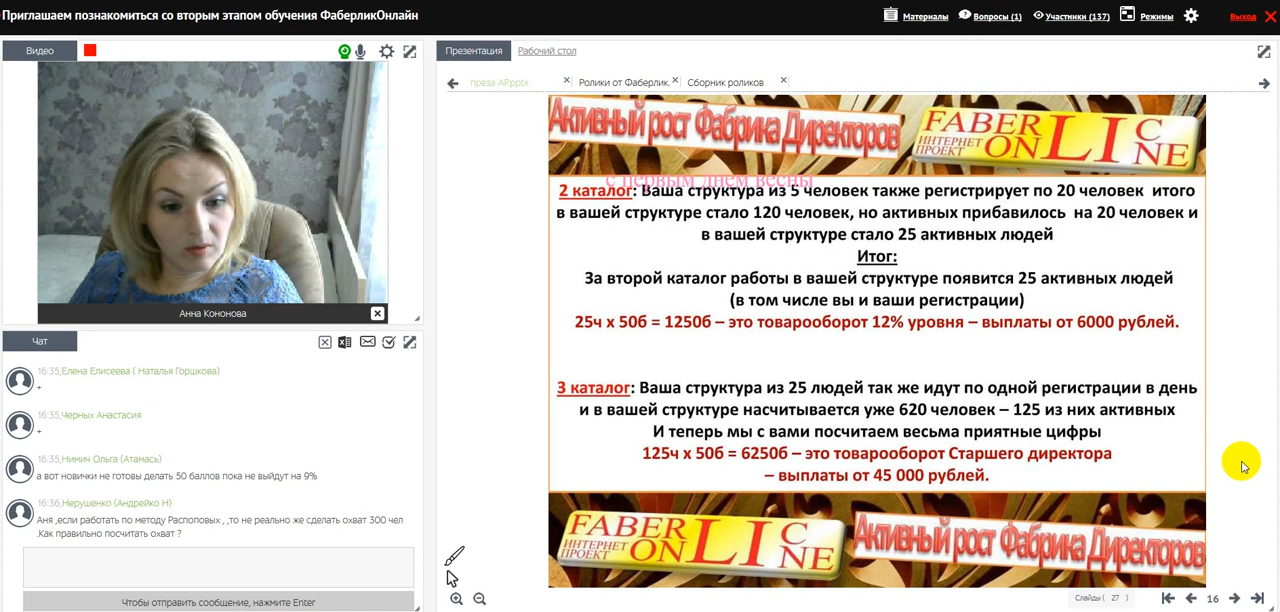 Приглашаем познакомиться со вторым этапом обучения ФаберликОнлайн
Материалы
Вопросы (1)
Участники (137)
Режимы
Выход
Видео
Анна Кононова
Чат
16:35, Елена Елисеева ( Наталья Горшкова)
+
16:35, Черных Анастасия
+
16:35, Нимич Ольга (Атамась)
а вот новички не готовы делать 50 баллов пока не выйдут на 9%
16:36, Нерушенко (Андрейко Н)
Аня ,если работать по методу Распоповых , ,то не реально же сделать охват 300 чел
.Как правильно посчитать охват ?
Чтобы отправить сообщение, нажмите Enter
Презентация
Рабочий стол
преза АРpptx
Ролики от Фаберлик.
Сборник роликов
Активный рост Фабрика Директоров
FABERLIC
ИНТЕРНЕТ ПРОЕКТ
ONLINE
с первым днем весны
2 каталог: Ваша структура из 5 человек также регистрирует по 20 человек итого
в вашей структуре стало 120 человек, но активных прибавилось на 20 человек и
в вашей структуре стало 25 активных людей
Итог:
За второй каталог работы в вашей структуре появится 25 активных людей
(в том числе вы и ваши регистрации)
25ч х 50б = 1250б – это товарооборот 12% уровня – выплаты от 6000 рублей.
3 каталог: Ваша структура из 25 людей так же идут по одной регистрации в день
и в вашей структуре насчитывается уже 620 человек – 125 из них активных
И теперь мы с вами посчитаем весьма приятные цифры
125ч х 50б = 6250б – это товарооборот Старшего директора
– выплаты от 45 000 рублей.
FABERLIC
ИНТЕРНЕТ ПРОЕКТ
ONLINE
Активный рост Фабрика Директоров
Слайды ( 27 )
16